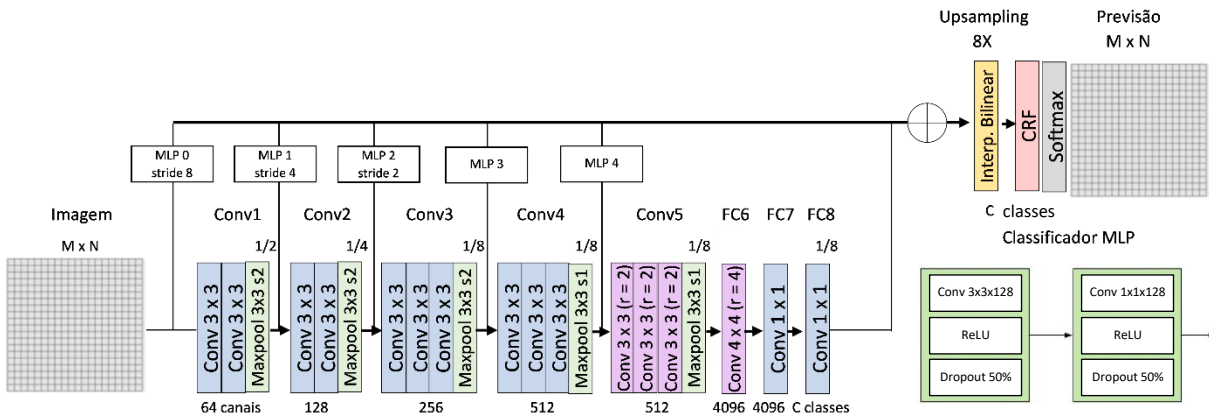 Upsampling
8X
Previsão
M x N
Interp. Bilinear
CRF
Softmax
C classes
MLP 0
stride 8
MLP 1
stride 4
MLP 2
stride 2
MLP 3
MLP 4
Imagem
M x N
Conv1
Conv2
Conv3
Conv4
Conv5
FC6
FC7
FC8
1/2
1/4
1/8
1/8
1/8
1/8
Conv 3 x 3
Conv 3 x 3
Maxpool 3x3 s2
Conv 3 x 3
Conv 3 x 3
Maxpool 3x3 s2
Conv 3 x 3
Conv 3 x 3
Conv 3 x 3
Maxpool 3x3 s2
Conv 3 x 3
Conv 3 x 3
Conv 3 x 3
Maxpool 3x3 s1
Conv 3 x 3 (r = 2)
Conv 3 x 3 (r = 2)
Conv 3 x 3 (r = 2)
Maxpool 3x3 s1
Conv 4 x 4 (r = 4)
Conv 1 x 1
Conv 1 x 1
64 canais
128
256
512
512
4096
4096
C classes
Classificador MLP
Conv 3x3x128
ReLU
Dropout 50%
Conv 1x1x128
ReLU
Dropout 50%